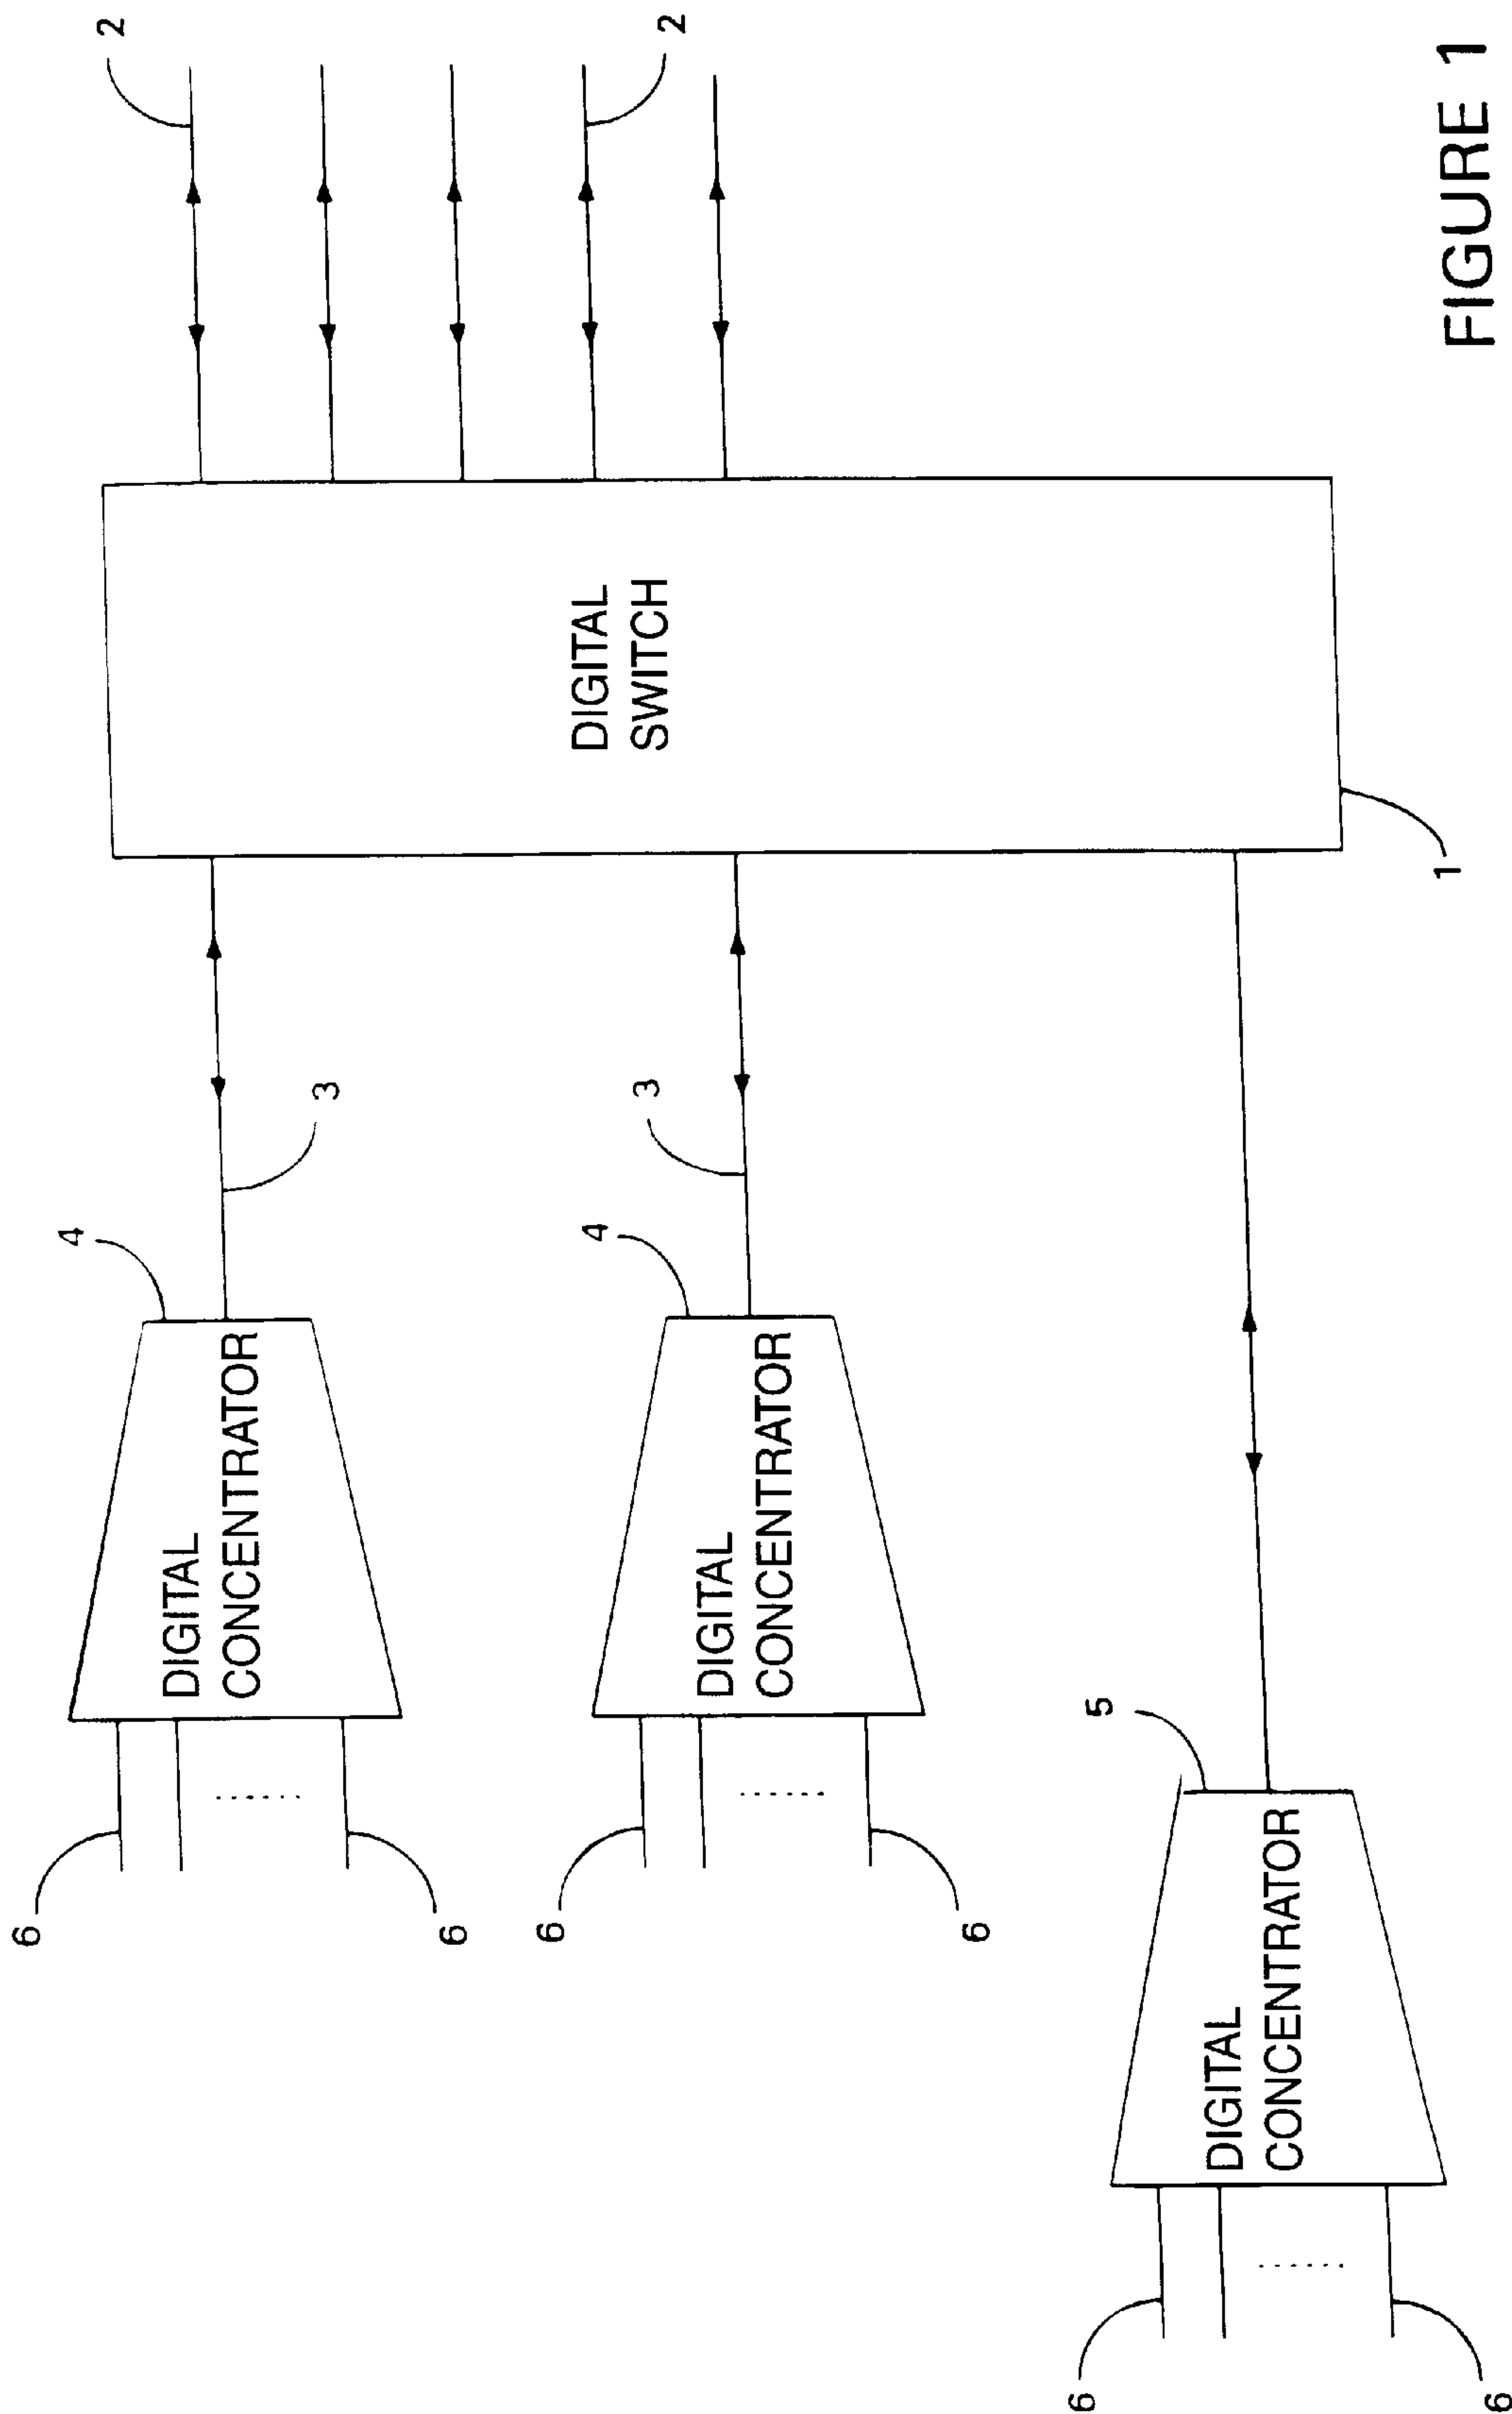 2
2
4
3
4
3
6
DIGITAL
CONCENTRATOR
6
6
DIGITAL
CONCENTRATOR
6
DIGITAL
SWITCH
1
5
6
DIGITAL
CONCENTRATOR
6
FIGURE 1